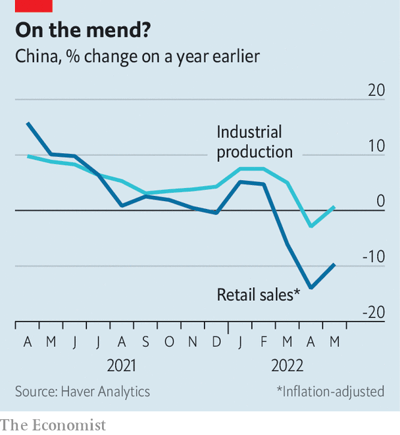 On the mend?
China, % change on a year earlier
20
Industrial
production
10
0
-10
Retail sales*
-20
A M J J A S O N D J F M A M
2021 2022
Source: Haver Analytics *Inflation-adjusted
The Economist